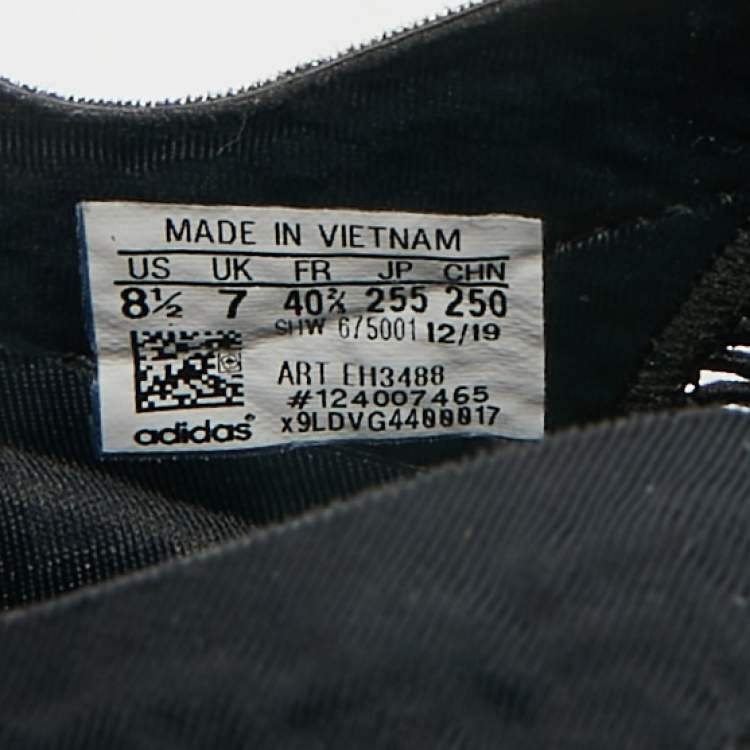 MADE IN VIETNAM
US UK FR JP CHN
8½ 7 40⅔ 255 250
SHW 675001 12/19
ART EH3488
#124007465
x9LDVG4400017
adidas®